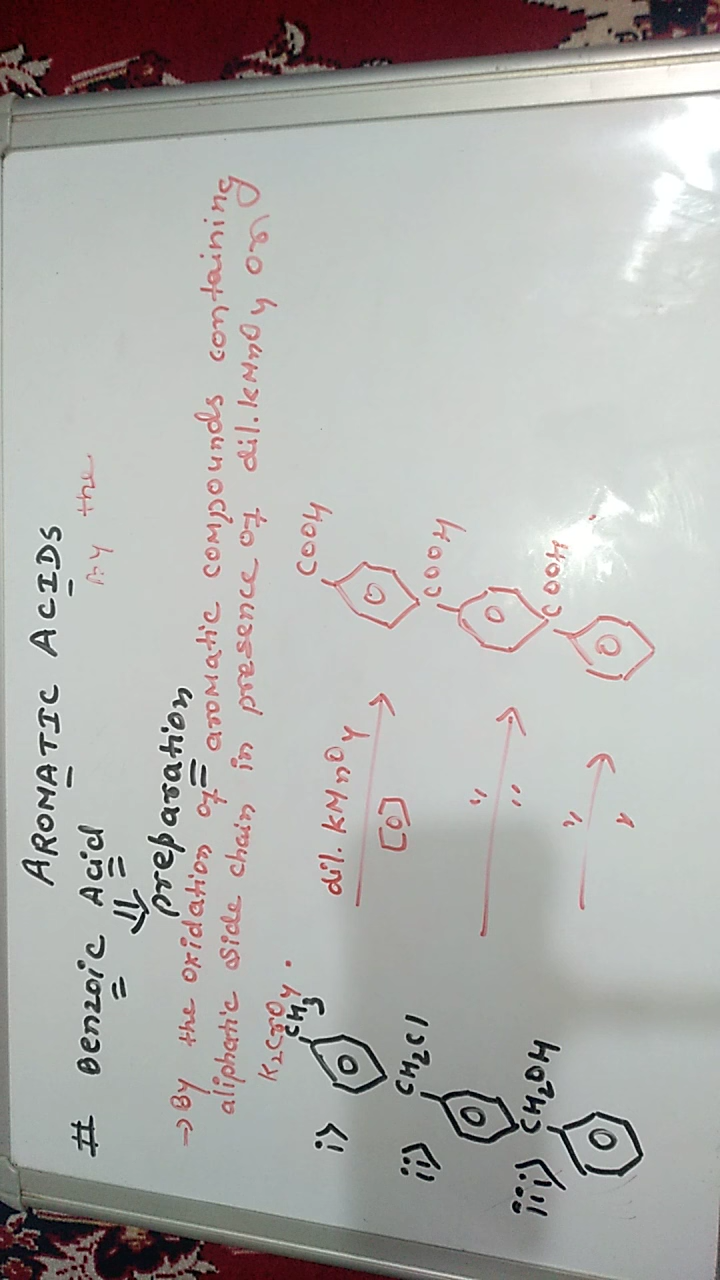 AROMATIC ACIDS
# Benzoic Acid
by the
preparation
→ By the oxidation of aromatic compounds containing
aliphatic side chain in presence of dil. KMnO4 or
K2CrO4.
i> CH3 dil. KMnO4 [O] COOH
ii> CH2Cl " " COOH
iii> CH2OH " " COOH